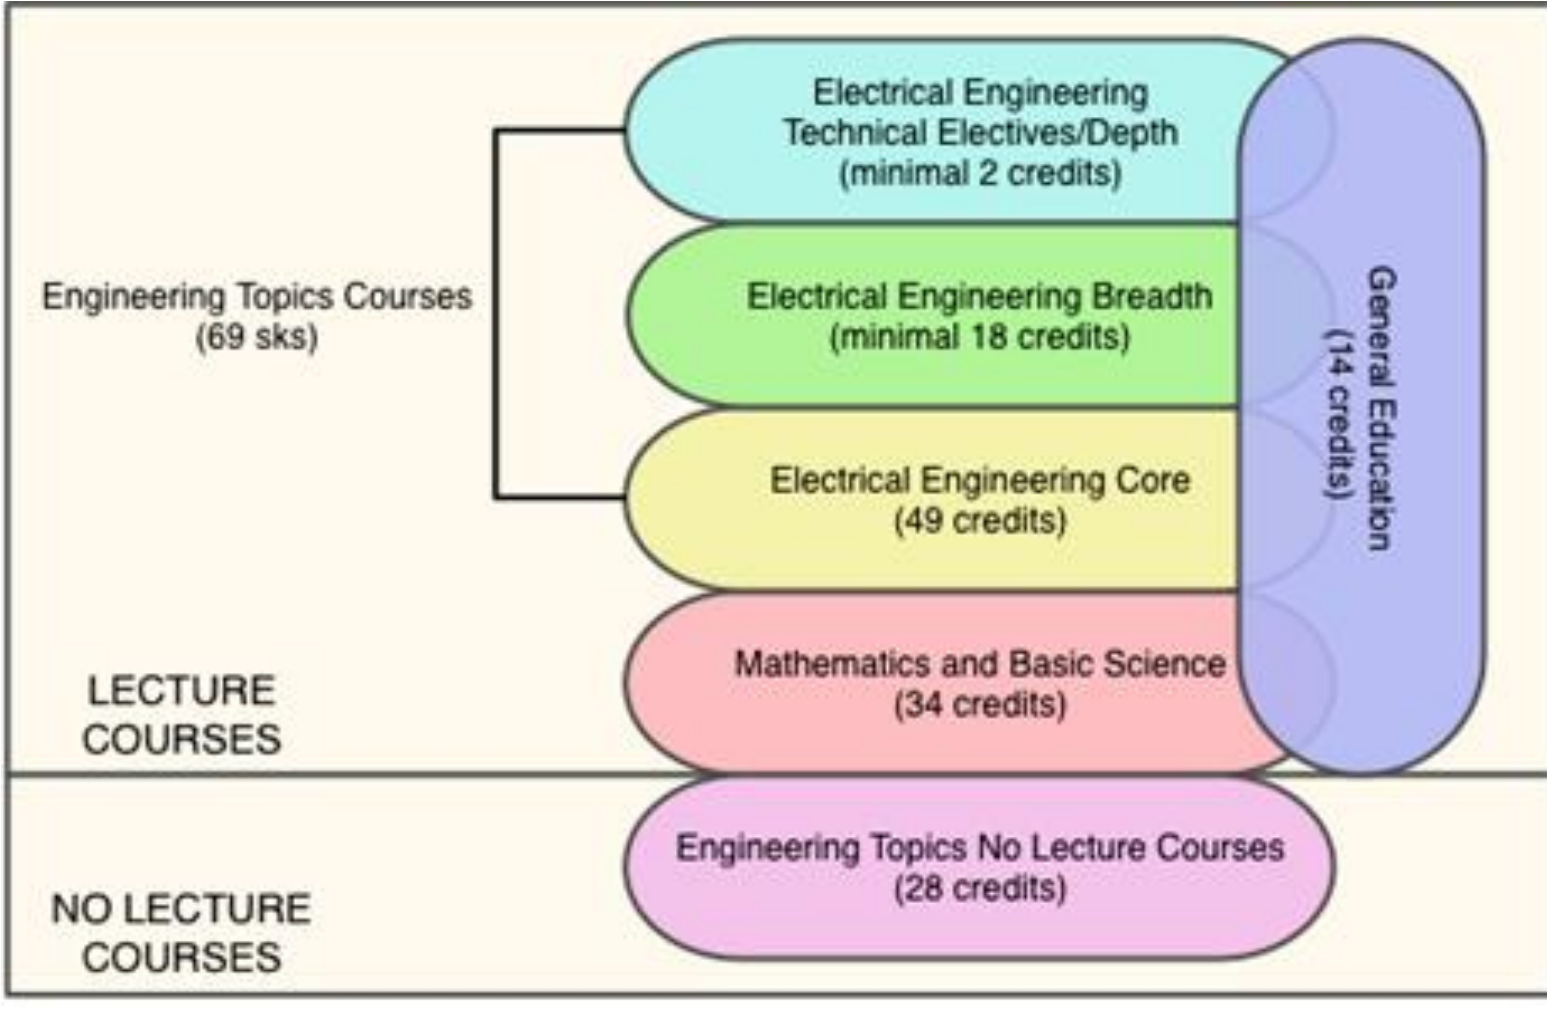 Electrical Engineering
Technical Electives/Depth
(minimal 2 credits)
Engineering Topics Courses
(69 sks)
Electrical Engineering Breadth
(minimal 18 credits)
General Education
(14 credits)
Electrical Engineering Core
(49 credits)
Mathematics and Basic Science
(34 credits)
LECTURE
COURSES
Engineering Topics No Lecture Courses
(28 credits)
NO LECTURE
COURSES